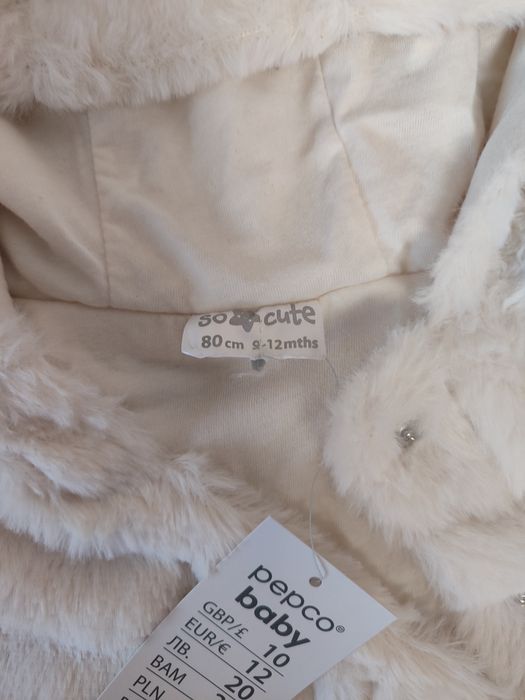 so cute
80 cm 9-12mths
pepco®
baby
GBP/£ 10
EUR/€ 12
ЛВ. 20
BAM
PLN